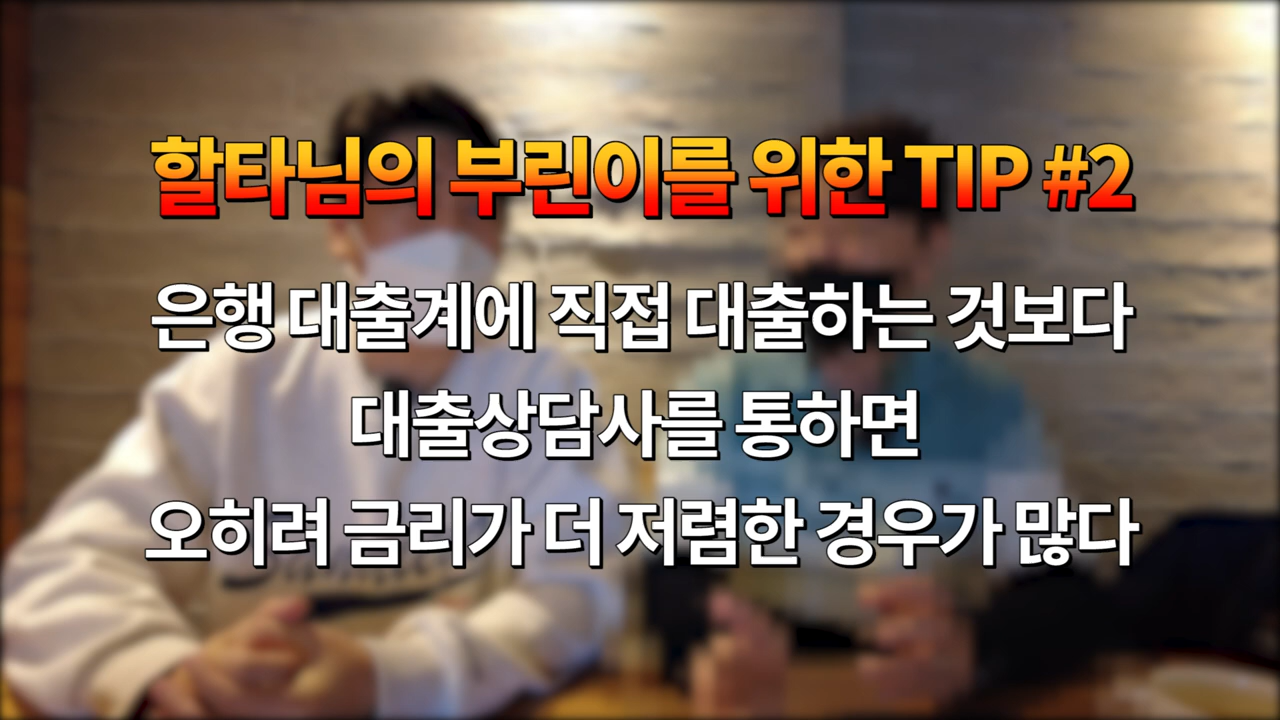 할타님의 부린이를 위한 TIP #2
은행 대출계에 직접 대출하는 것보다
대출상담사를 통하면
오히려 금리가 더 저렴한 경우가 많다